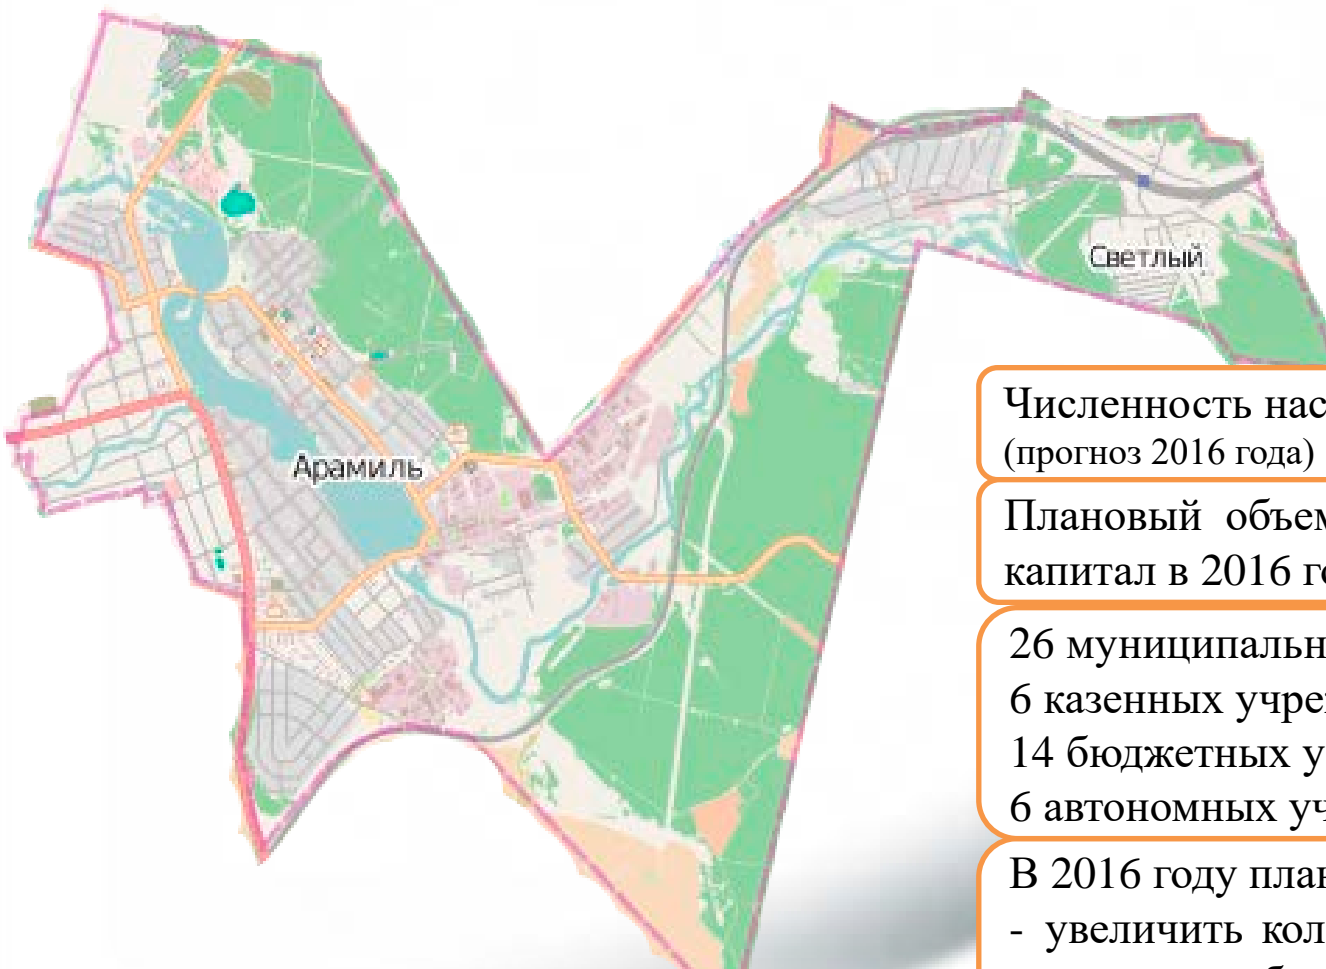 Светлый
Арамиль
Численность нас
(прогноз 2016 года)
Плановый объем
капитал в 2016 го
26 муниципальн
6 казенных учре
14 бюджетных у
6 автономных уч
В 2016 году план
- увеличить кол